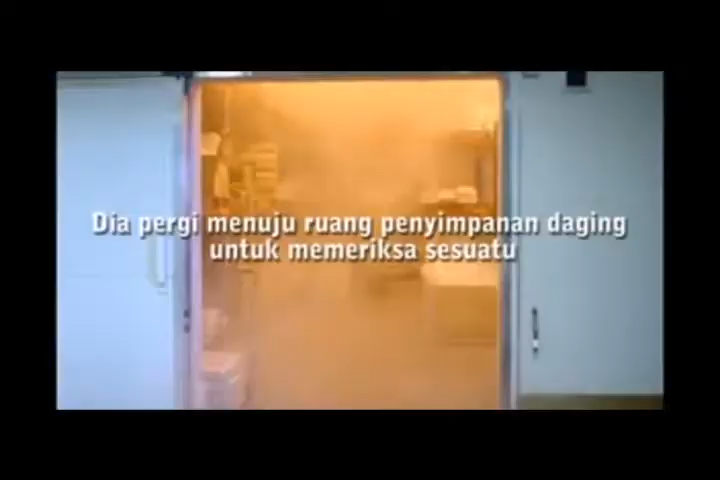 Dia pergi menuju ruang penyimpanan daging
untuk memeriksa sesuatu